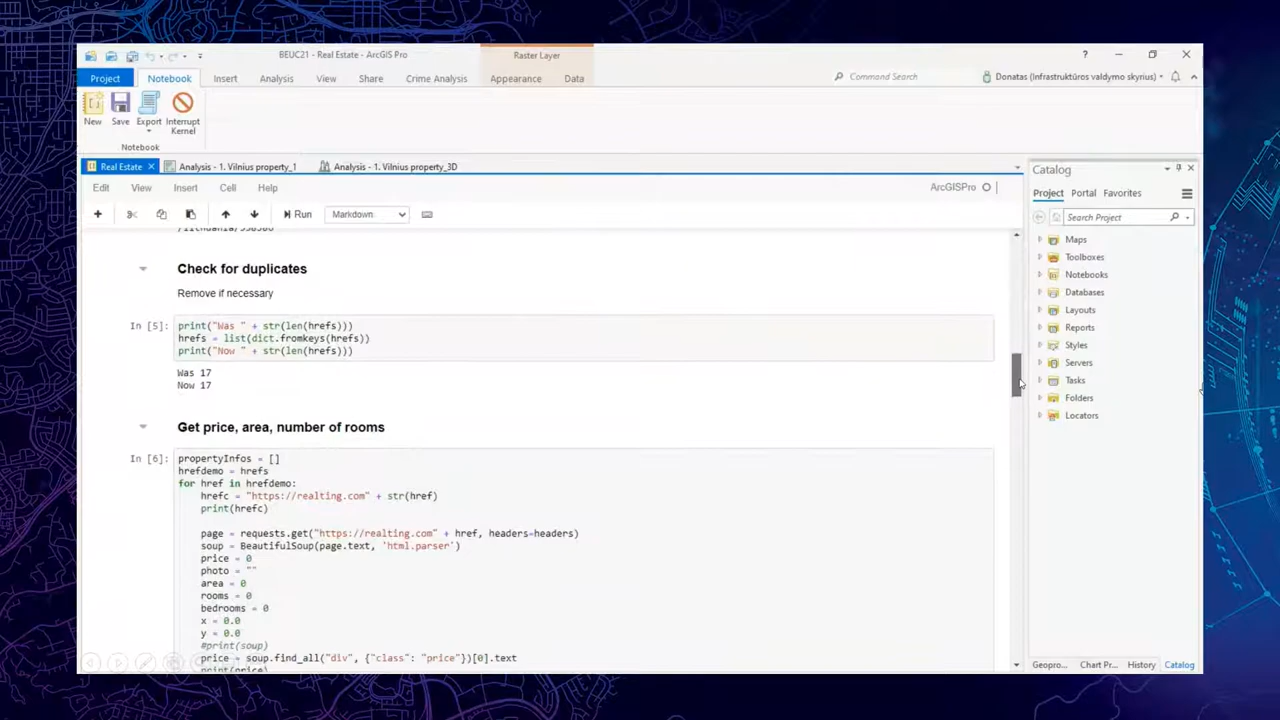 BEUC21 - Real Estate - ArcGIS Pro
Raster Layer
?
Project
Notebook
Insert
Analysis
View
Share
Crime Analysis
Appearance
Data
Command Search
Donatas (Infrastruktūros valdymo skyrius)
New
Save
Export
Interrupt
Kernel
Notebook
Real Estate
Analysis - 1. Vilnius property_1
Analysis - 1. Vilnius property_3D
Edit
View
Insert
Cell
Help
ArcGISPro
Run
Markdown
Check for duplicates
Remove if necessary
In [5]:
print("Was " + str(len(hrefs)))
hrefs = list(dict.fromkeys(hrefs))
print("Now " + str(len(hrefs)))
Was 17
Now 17
Get price, area, number of rooms
In [6]:
propertyInfos = []
hrefdemo = hrefs
for href in hrefdemo:
hrefc = "https://realting.com" + str(href)
print(hrefc)
page = requests.get("https://realting.com" + href, headers=headers)
soup = BeautifulSoup(page.text, 'html.parser')
price = 0
photo = ""
area = 0
rooms = 0
bedrooms = 0
x = 0.0
y = 0.0
#print(soup)
price = soup.find_all("div", {"class": "price"})[0].text
print(price)
Catalog
Project
Portal
Favorites
Search Project
Maps
Toolboxes
Notebooks
Databases
Layouts
Reports
Styles
Servers
Tasks
Folders
Locators
Geopro...
Chart Pr...
History
Catalog